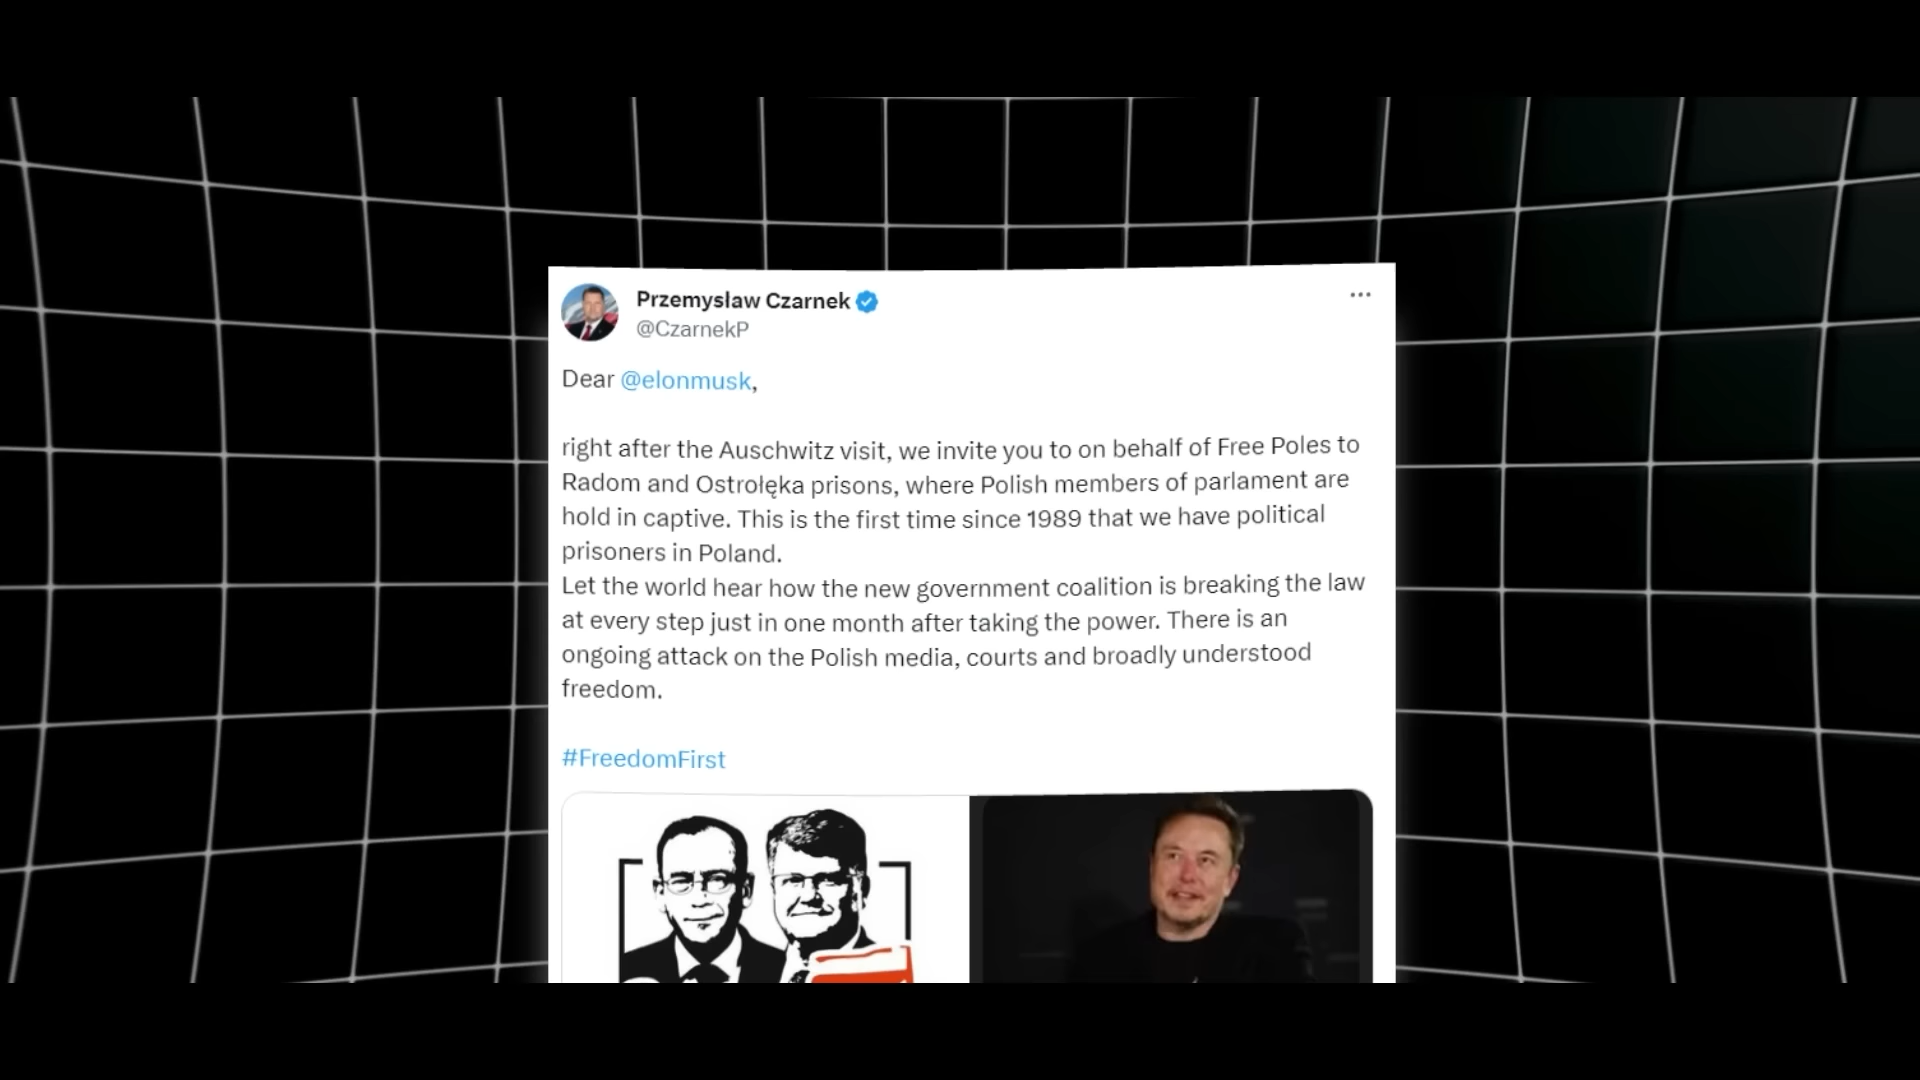 Przemysław Czarnek
@CzarnekP
Dear @elonmusk,
right after the Auschwitz visit, we invite you to on behalf of Free Poles to
Radom and Ostrołęka prisons, where Polish members of parlament are
hold in captive. This is the first time since 1989 that we have political
prisoners in Poland.
Let the world hear how the new government coalition is breaking the law
at every step just in one month after taking the power. There is an
ongoing attack on the Polish media, courts and broadly understood
freedom.
#FreedomFirst